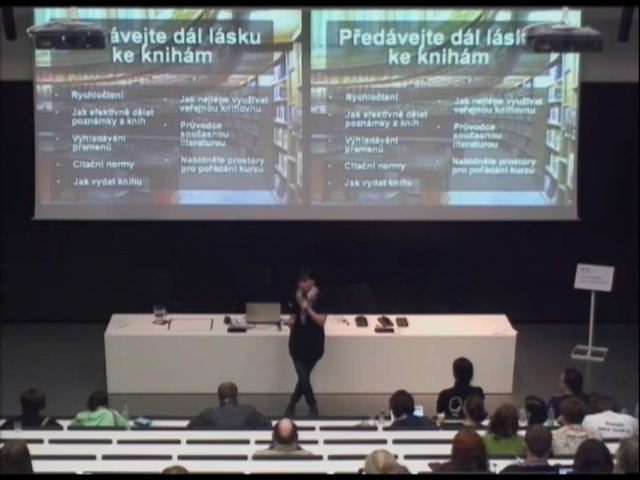 ávejte dál lásku
ke knihám
Rychločtení
Jak efektivně dělat
poznámky z knih
Vyhledávání
pramenů
Citační normy
Jak vydat knihu
Jak nejlépe využívat
veřejnou knihovnu
Průvodce
současnou
literaturou
Nabídněte prostory
pro pořádání kurzu
Předávejte dál lásk
ke knihám
Rychločtení
Jak efektivně dělat
poznámky z knih
Vyhledávání
pramenů
Citační normy
Jak vydat knihu
Jak nejlépe využívat
veřejnou knihovnu
Průvodce
současnou
literaturou
Nabídněte prostory
pro pořádání kurzu